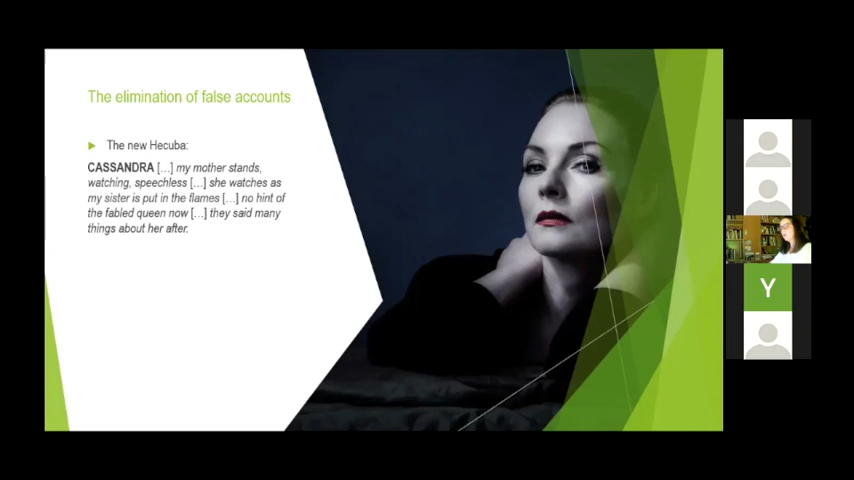 The elimination of false accounts
The new Hecuba:
CASSANDRA [...] my mother stands,
watching, speechless [...] she watches as
my sister is put in the flames [...] no hint of
the fabled queen now [...] they said many
things about her after.
Y